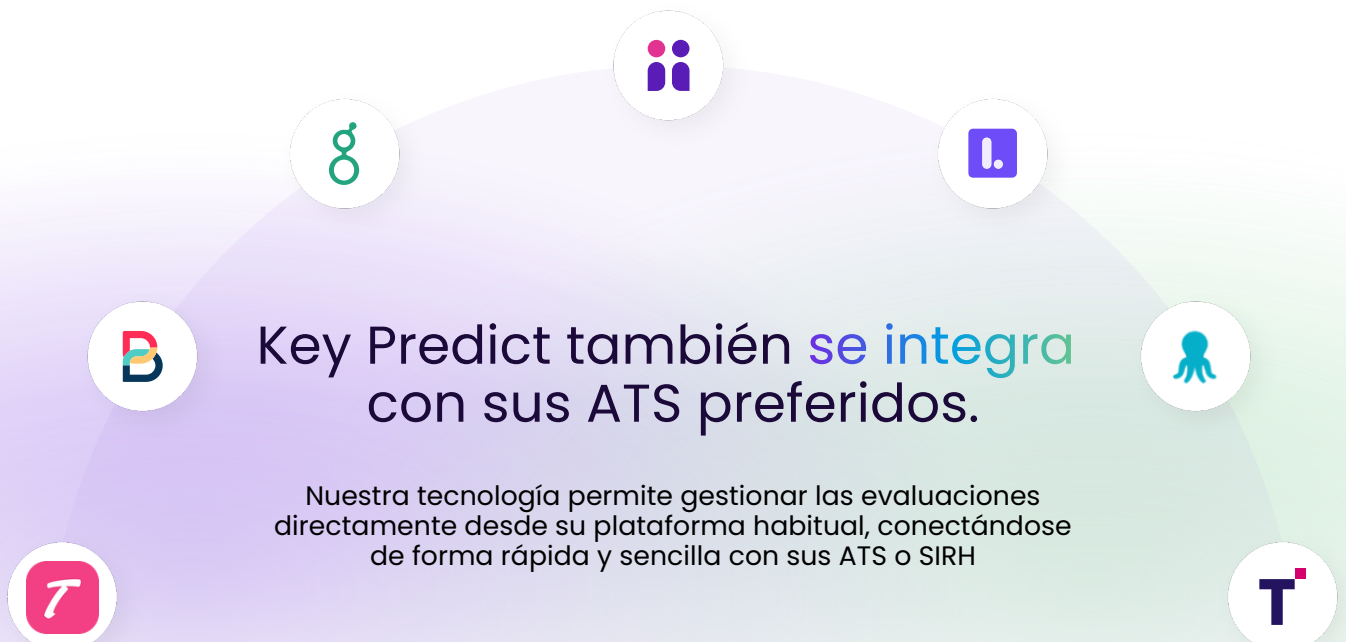 Key Predict también se integra
con sus ATS preferidos.
Nuestra tecnología permite gestionar las evaluaciones
directamente desde su plataforma habitual, conectándose
de forma rápida y sencilla con sus ATS o SIRH